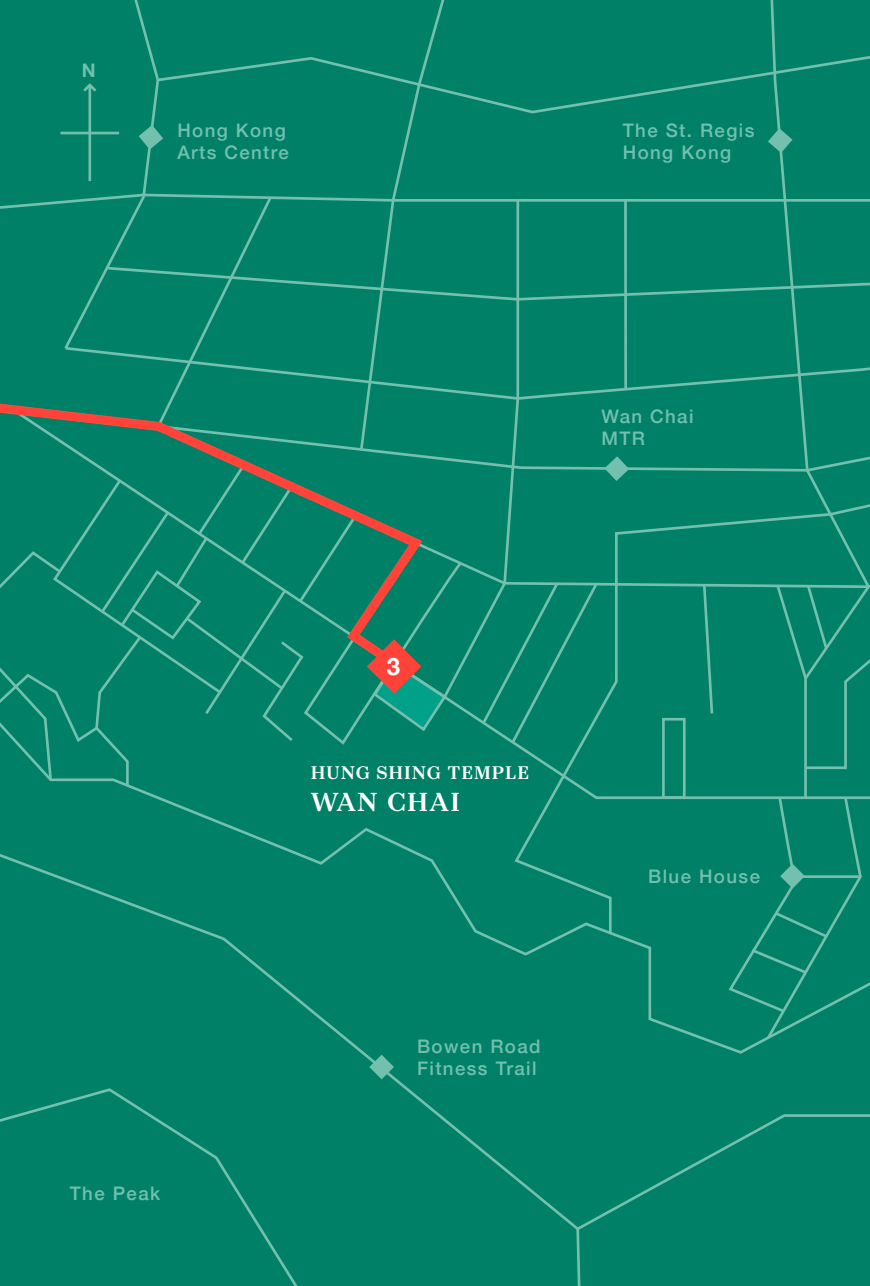 N
Hong Kong
Arts Centre
The St. Regis
Hong Kong
Wan Chai
MTR
3
HUNG SHING TEMPLE
WAN CHAI
Blue House
Bowen Road
Fitness Trail
The Peak